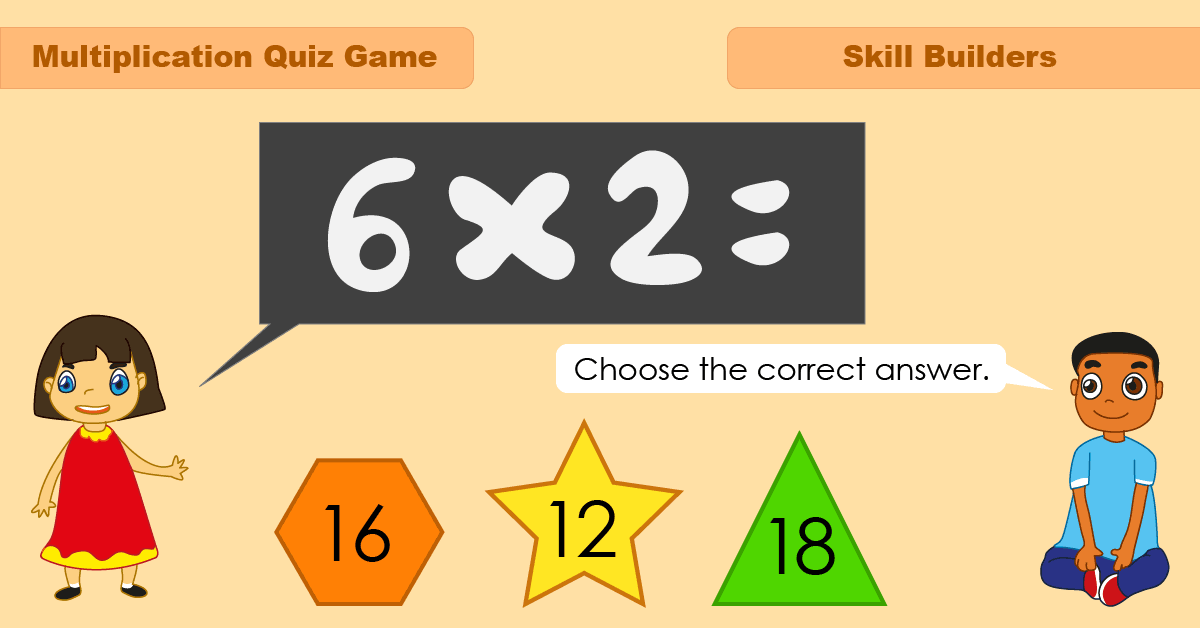 Multiplication Quiz Game
Skill Builders
6 × 2 =
Choose the correct answer.
16
12
18